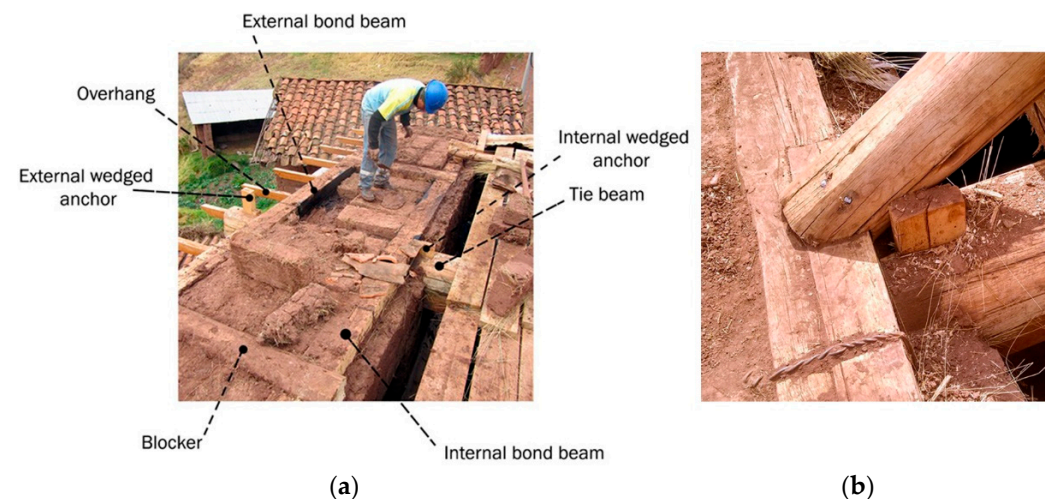 External bond beam
Overhang
External wedged
anchor
Internal wedged
anchor
Tie beam
Blocker
Internal bond beam
(a)
(b)